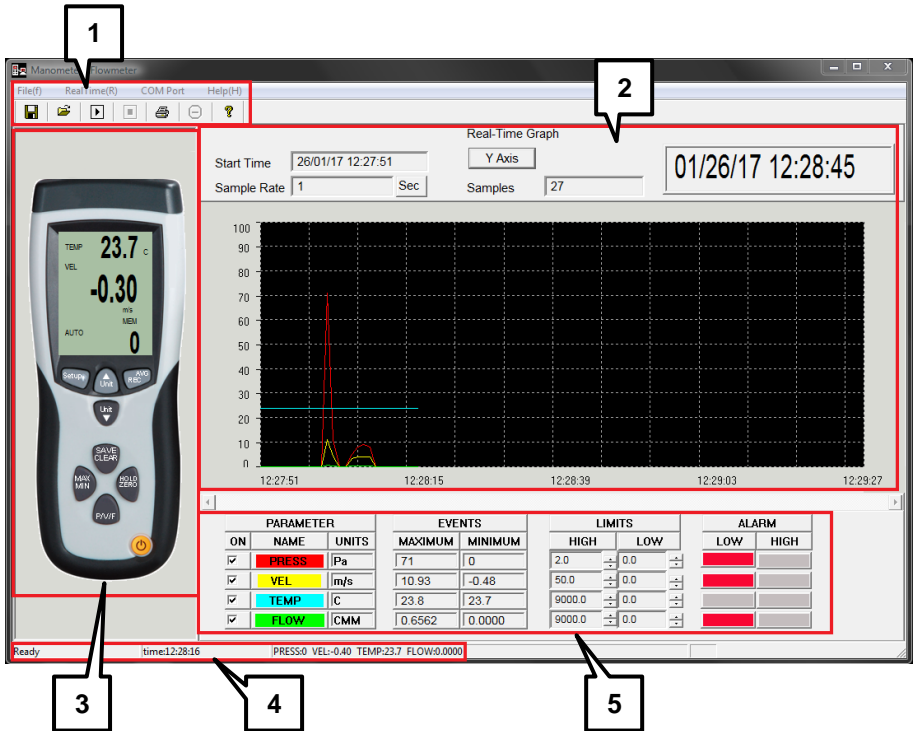 1
Manometer Flowmeter
File(f) RealTime(R) COM Port Help(H)
2
Real-Time Graph
Start Time 26/01/17 12:27:51 Y Axis 01/26/17 12:28:45
Sample Rate 1 Sec Samples 27
100
90
80
70
60
50
40
30
20
10
0
12:27:51 12:28:15 12:28:39 12:29:03 12:29:27
TEMP 23.7 C
VEL
-0.30
m/s
MEM
AUTO 0
Setup Unit AVG
REC
Unit
SAVE
CLEAR
MAX
MIN
HOLD
ZERO
P/V/F
PARAMETER EVENTS LIMITS ALARM
ON NAME UNITS MAXIMUM MINIMUM HIGH LOW LOW HIGH
PRESS Pa 71 0 2.0 0.0
VEL m/s 10.93 -0.48 50.0 0.0
TEMP C 23.8 23.7 9000.0 0.0
FLOW CMM 0.6562 0.0000 9000.0 0.0
Ready time:12:28:16 PRESS:0 VEL:-0.40 TEMP:23.7 FLOW:0.0000
3 4 5